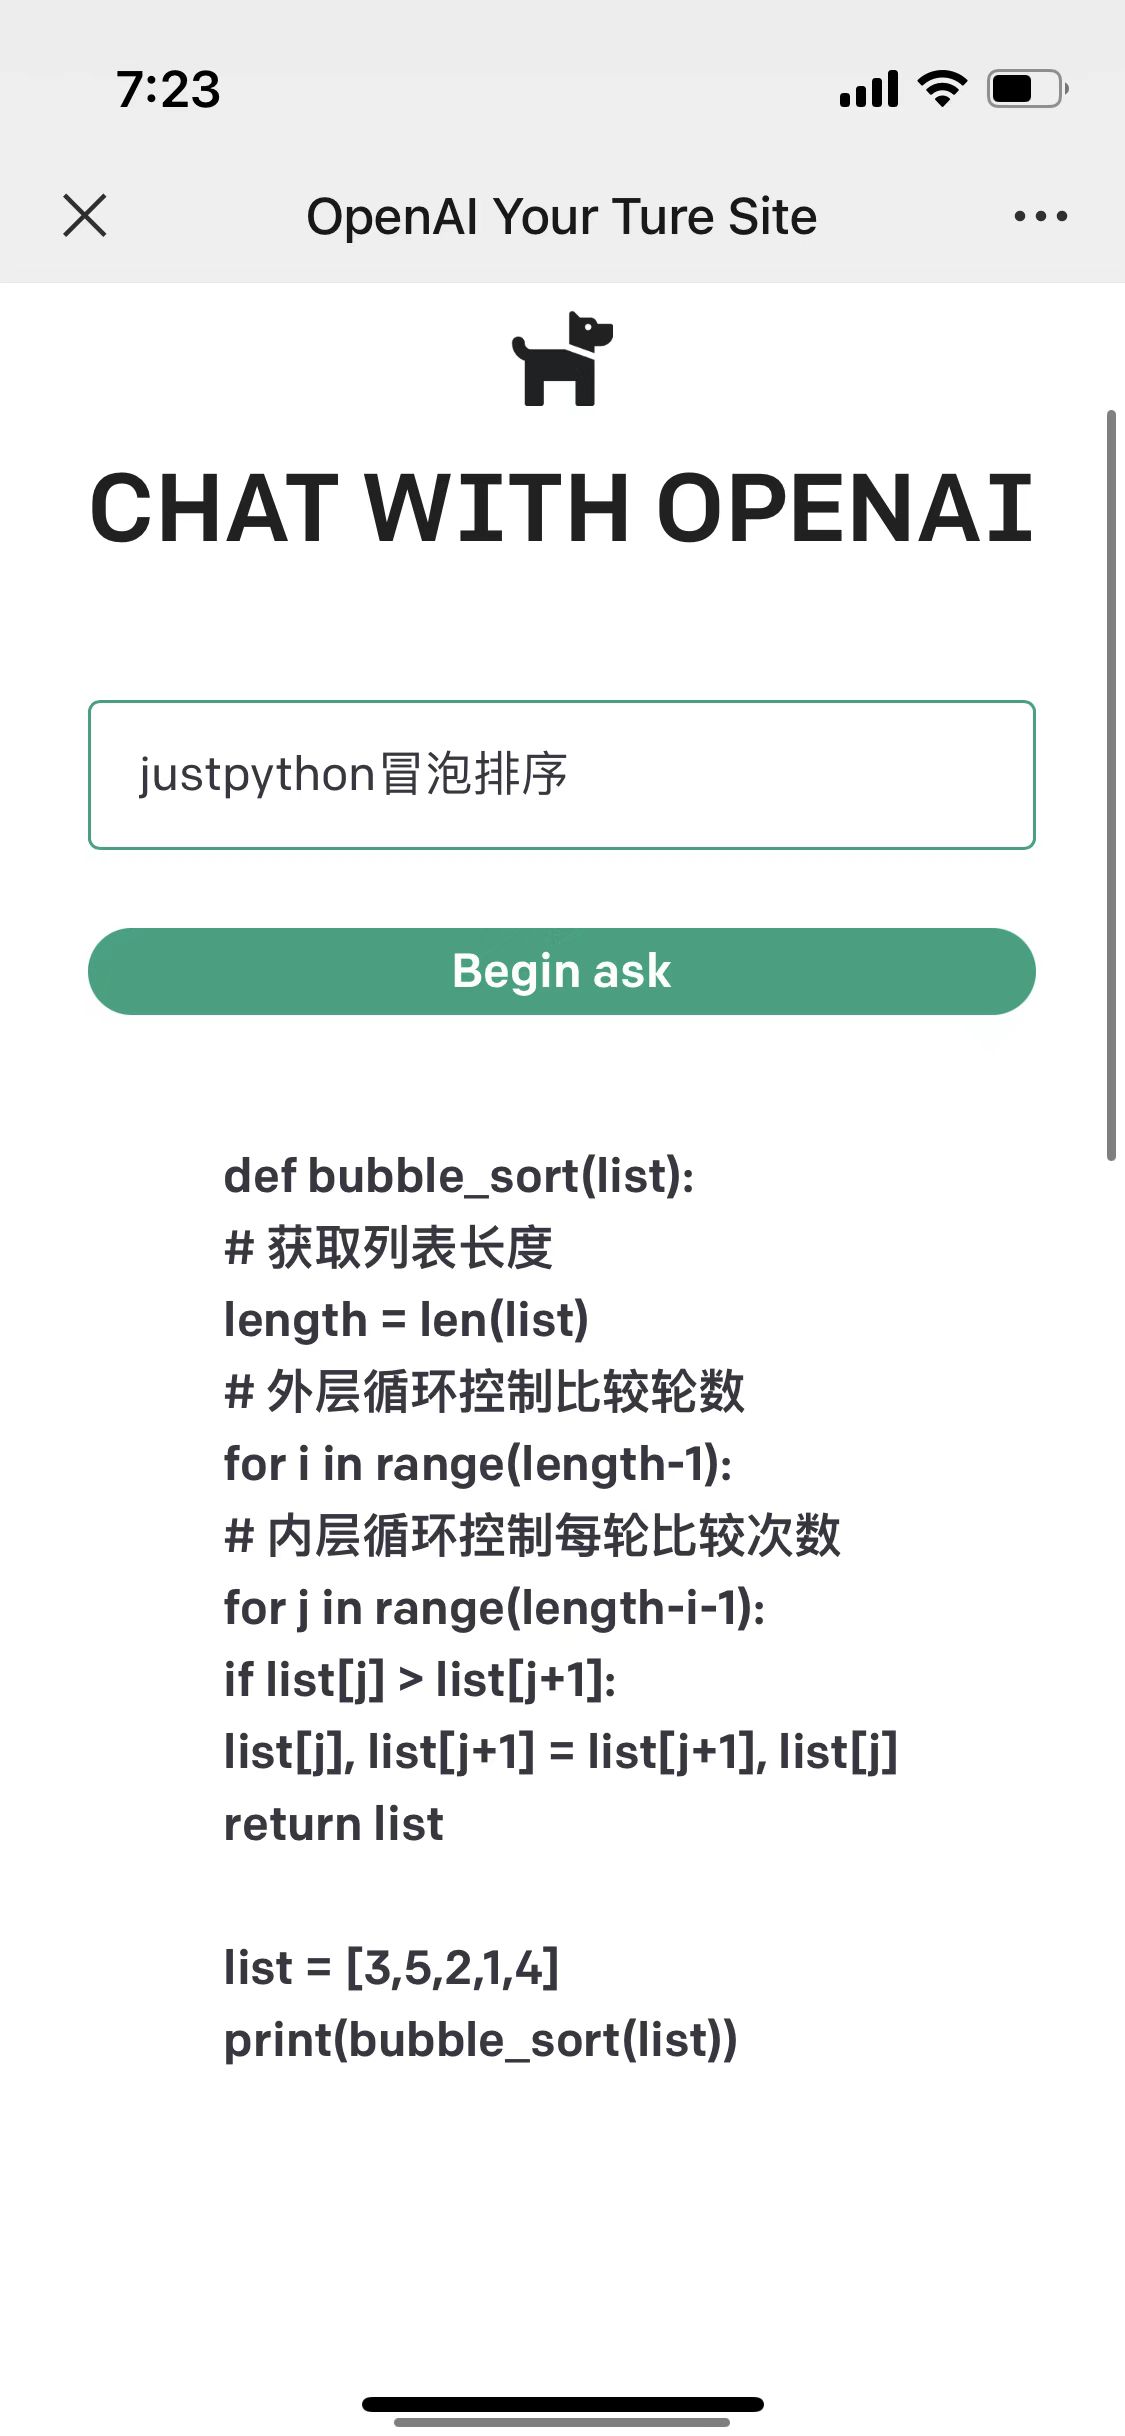 7:23
OpenAI Your Ture Site
CHAT WITH OPENAI
justpython冒泡排序
Begin ask
def bubble_sort(list):
# 获取列表长度
length = len(list)
# 外层循环控制比较轮数
for i in range(length-1):
# 内层循环控制每轮比较次数
for j in range(length-i-1):
if list[j] > list[j+1]:
list[j], list[j+1] = list[j+1], list[j]
return list
list = [3,5,2,1,4]
print(bubble_sort(list))